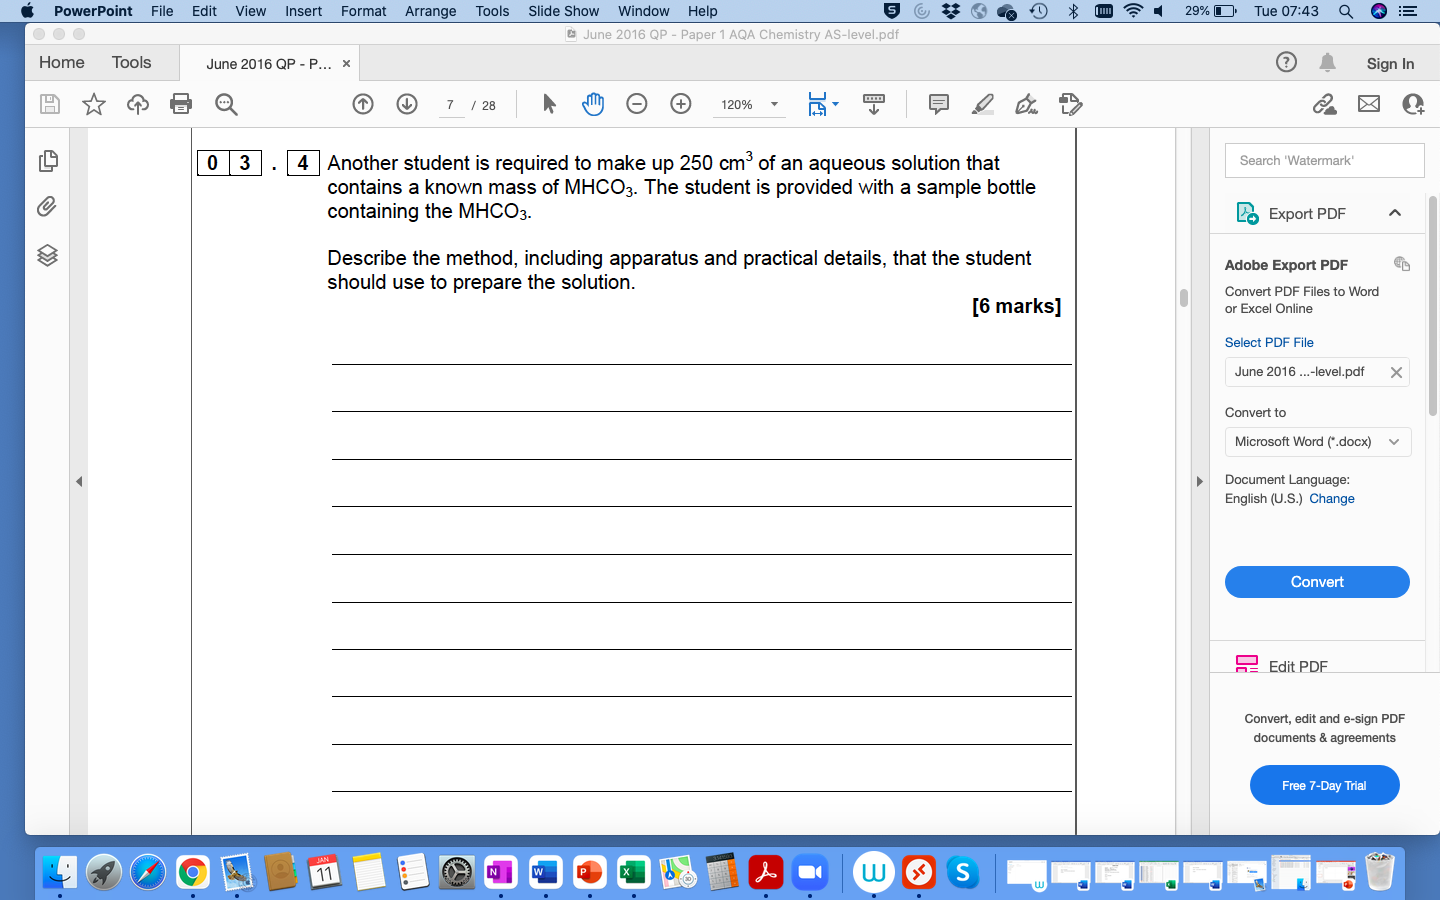 PowerPoint File Edit View Insert Format Arrange Tools Slide Show Window Help 29% Tue 07:43
June 2016 QP - Paper 1 AQA Chemistry AS-level.pdf
Home Tools June 2016 QP - P... × Sign In
7 / 28 120%
0 3 . 4 Another student is required to make up 250 cm³ of an aqueous solution that
contains a known mass of MHCO₃. The student is provided with a sample bottle
containing the MHCO₃.
Describe the method, including apparatus and practical details, that the student
should use to prepare the solution.
[6 marks]
Search 'Watermark'
Export PDF
Adobe Export PDF
Convert PDF Files to Word
or Excel Online
Select PDF File
June 2016 ...-level.pdf
Convert to
Microsoft Word (*.docx)
Document Language:
English (U.S.) Change
Convert
Edit PDF
Convert, edit and e-sign PDF
documents & agreements
Free 7-Day Trial
JAN
11